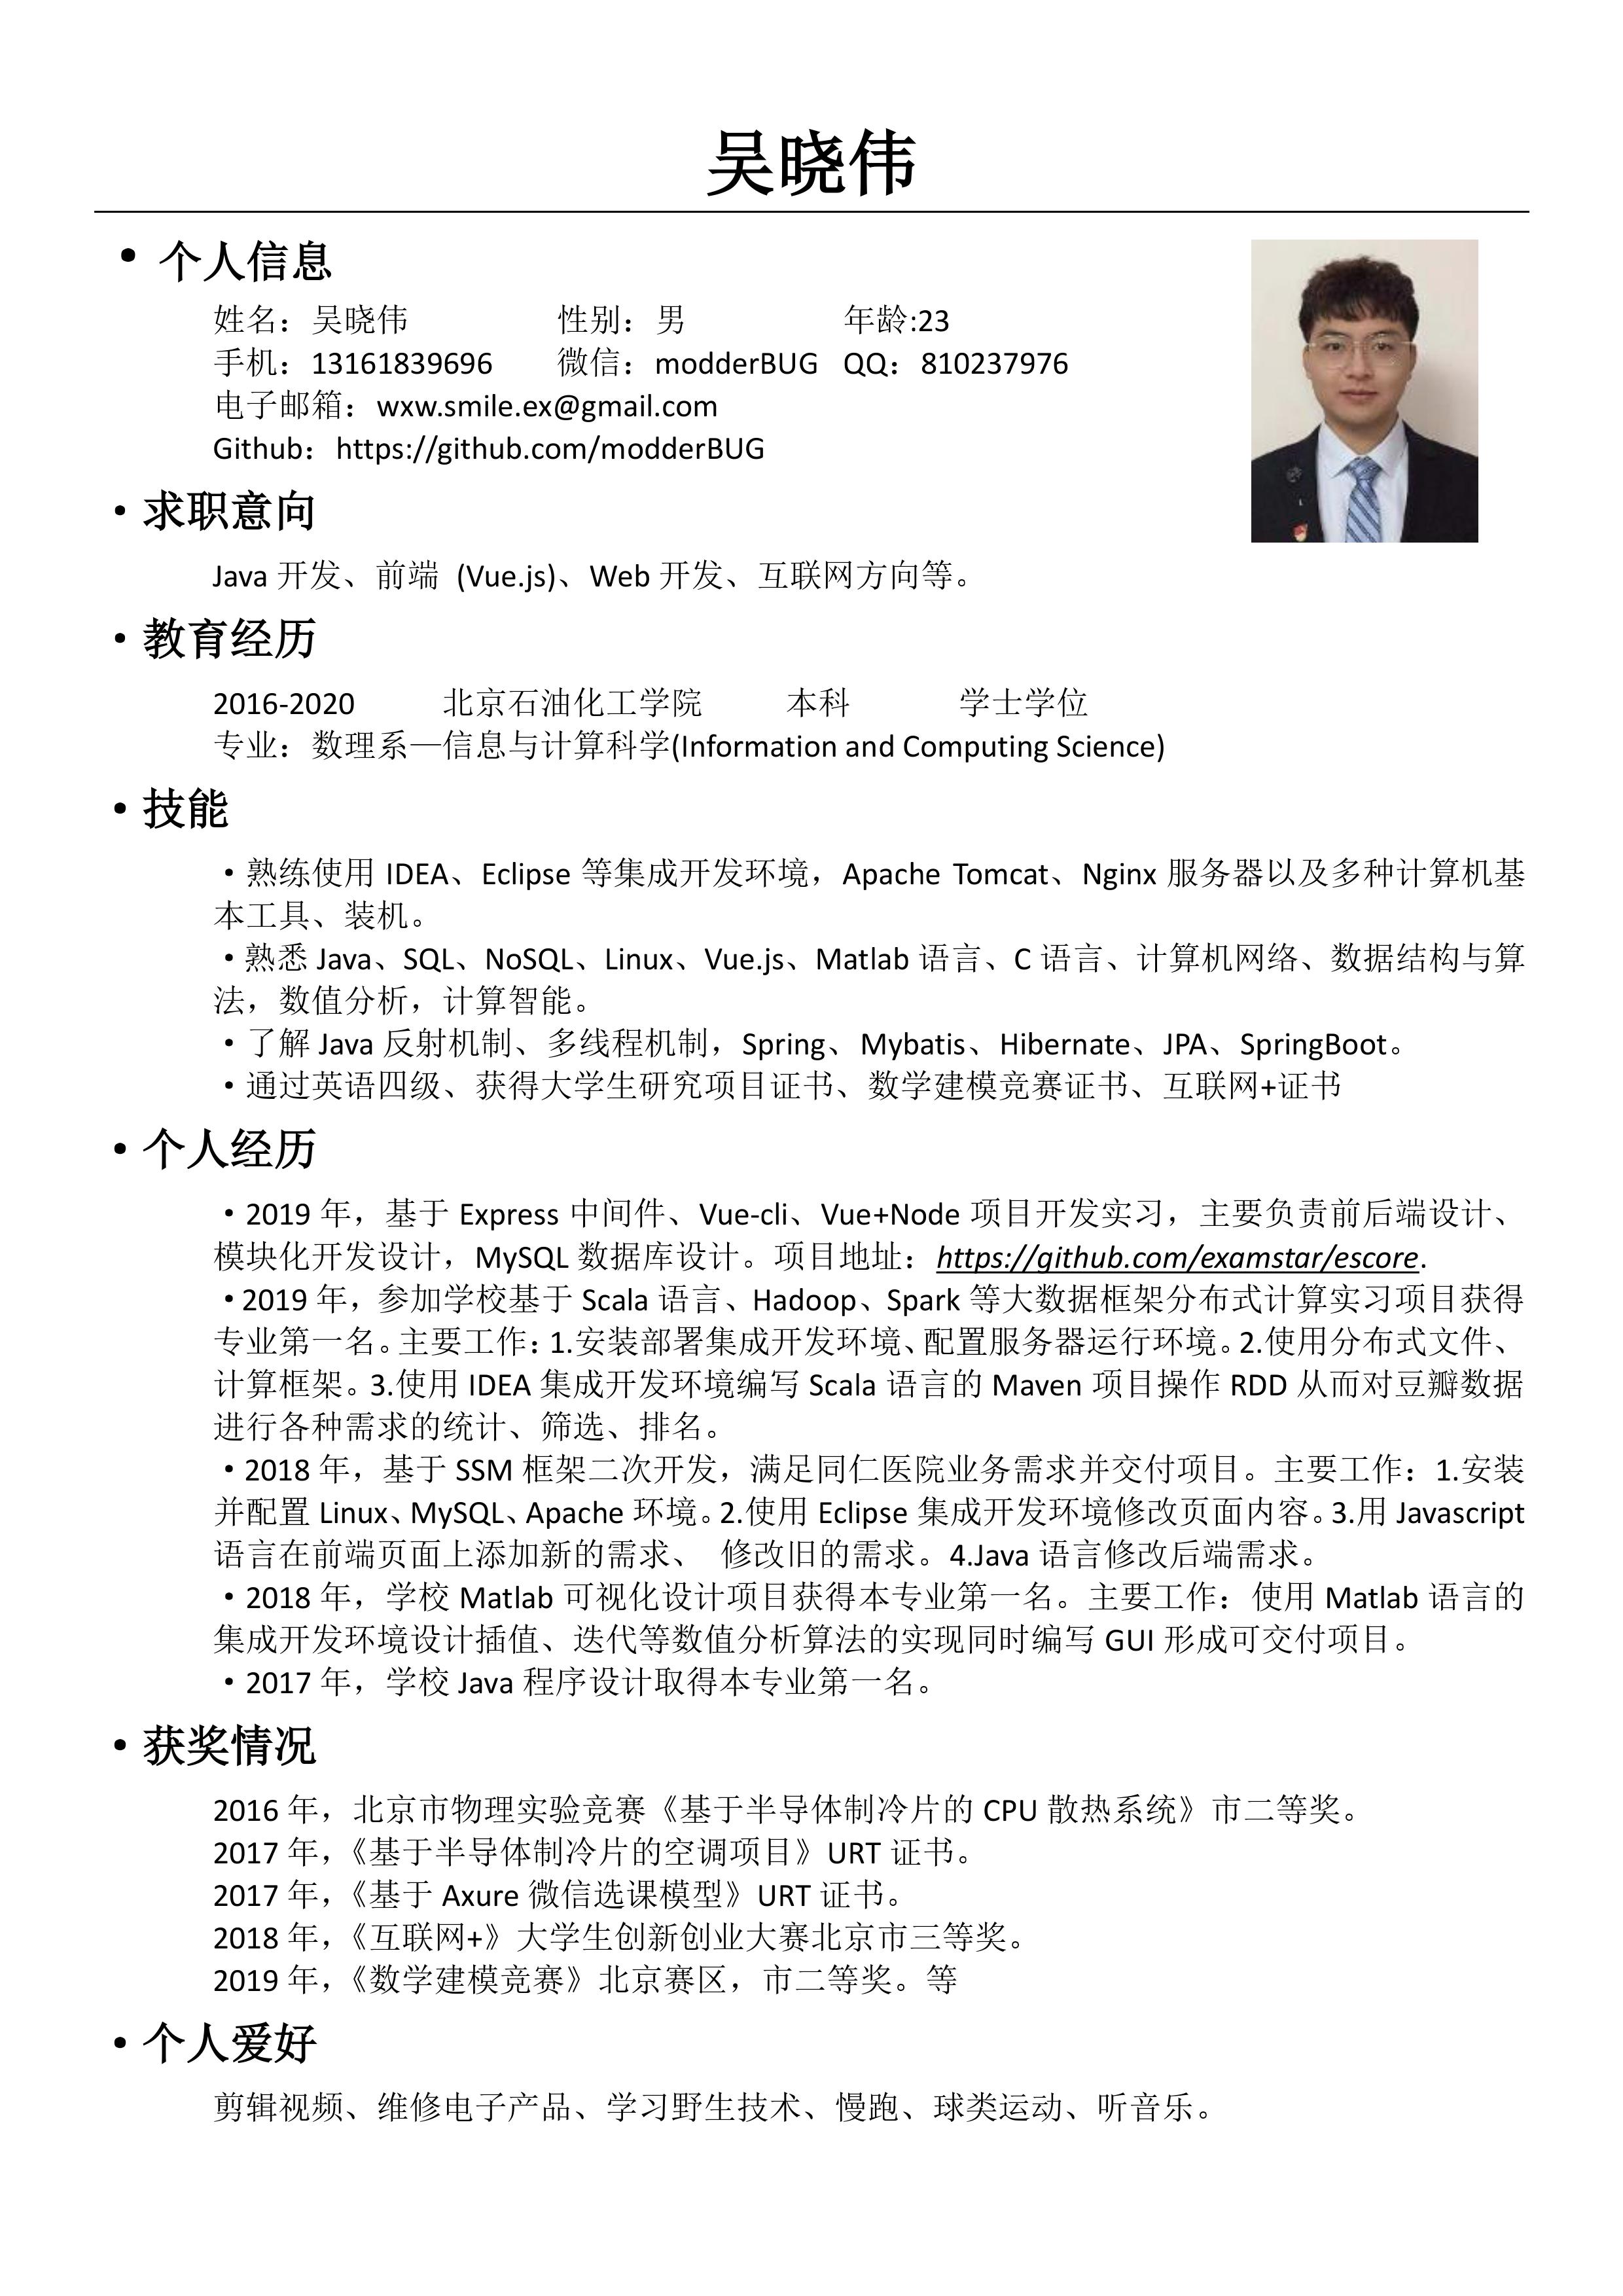 吴晓伟
• 个人信息
姓名：吴晓伟 性别：男 年龄:23
手机：13161839696 微信：modderBUG QQ：810237976
电子邮箱：wxw.smile.ex@gmail.com
Github：https://github.com/modderBUG
• 求职意向
Java 开发、前端 (Vue.js)、Web 开发、互联网方向等。
• 教育经历
2016-2020 北京石油化工学院 本科 学士学位
专业：数理系—信息与计算科学(Information and Computing Science)
• 技能
• 熟练使用 IDEA、Eclipse 等集成开发环境，Apache Tomcat、Nginx 服务器以及多种计算机基
本工具、装机。
• 熟悉 Java、SQL、NoSQL、Linux、Vue.js、Matlab 语言、C 语言、计算机网络、数据结构与算
法，数值分析，计算智能。
• 了解 Java 反射机制、多线程机制，Spring、Mybatis、Hibernate、JPA、SpringBoot。
• 通过英语四级、获得大学生研究项目证书、数学建模竞赛证书、互联网+证书
• 个人经历
• 2019 年，基于 Express 中间件、Vue-cli、Vue+Node 项目开发实习，主要负责前后端设计、
模块化开发设计，MySQL 数据库设计。项目地址：https://github.com/examstar/escore.
• 2019 年，参加学校基于 Scala 语言、Hadoop、Spark 等大数据框架分布式计算实习项目获得
专业第一名。主要工作：1.安装部署集成开发环境、配置服务器运行环境。2.使用分布式文件、
计算框架。3.使用 IDEA 集成开发环境编写 Scala 语言的 Maven 项目操作 RDD 从而对豆瓣数据
进行各种需求的统计、筛选、排名。
• 2018 年，基于 SSM 框架二次开发，满足同仁医院业务需求并交付项目。主要工作：1.安装
并配置 Linux、MySQL、Apache 环境。2.使用 Eclipse 集成开发环境修改页面内容。3.用 Javascript
语言在前端页面上添加新的需求、 修改旧的需求。4.Java 语言修改后端需求。
• 2018 年，学校 Matlab 可视化设计项目获得本专业第一名。主要工作：使用 Matlab 语言的
集成开发环境设计插值、迭代等数值分析算法的实现同时编写 GUI 形成可交付项目。
• 2017 年，学校 Java 程序设计取得本专业第一名。
• 获奖情况
2016 年，北京市物理实验竞赛《基于半导体制冷片的 CPU 散热系统》市二等奖。
2017 年，《基于半导体制冷片的空调项目》URT 证书。
2017 年，《基于 Axure 微信选课模型》URT 证书。
2018 年，《互联网+》大学生创新创业大赛北京市三等奖。
2019 年，《数学建模竞赛》北京赛区，市二等奖。等
• 个人爱好
剪辑视频、维修电子产品、学习野生技术、慢跑、球类运动、听音乐。